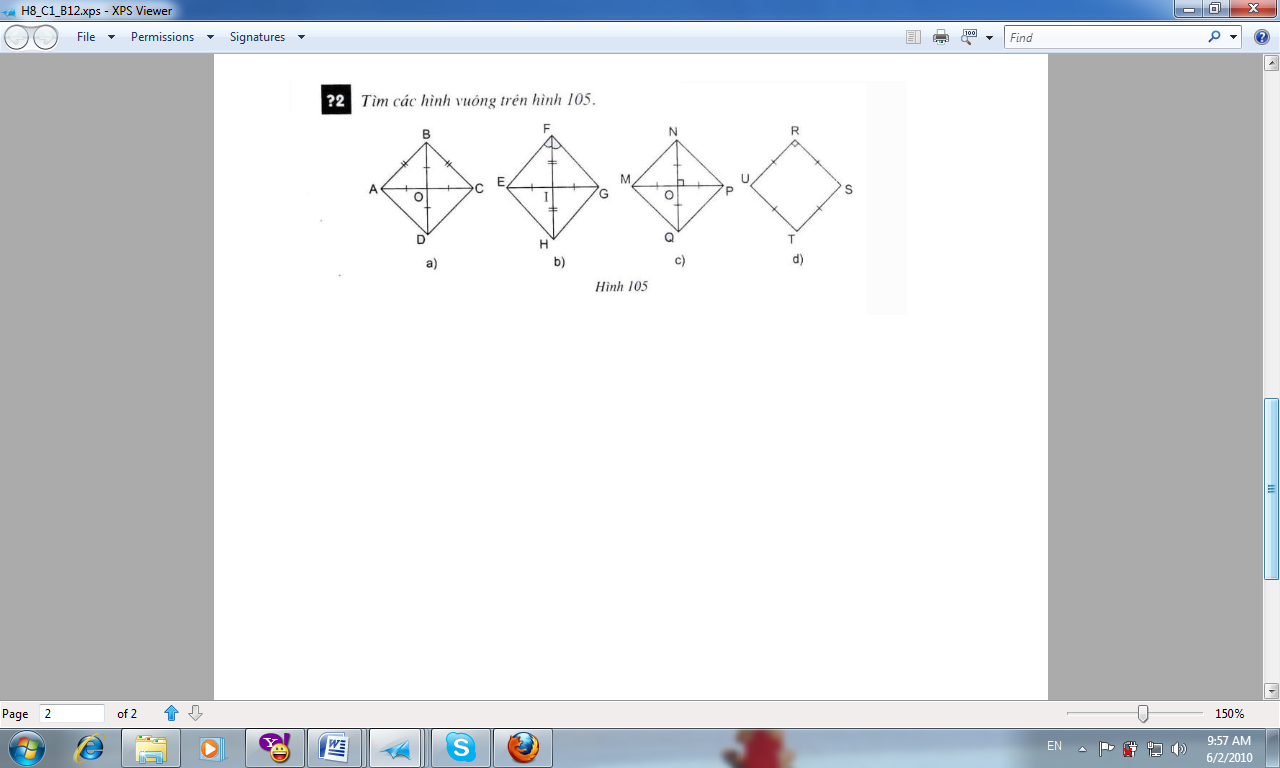 H8_C1_B12.xps - XPS Viewer
File Permissions Signatures
100
Find
?
?2 Tìm các hình vuông trên hình 105.
B
A O C
D
a)
F
E I G
H
b)
N
M O P
Q
c)
R
U S
T
d)
Hình 105
Page 2 of 2
150%
EN
9:57 AM
6/2/2010